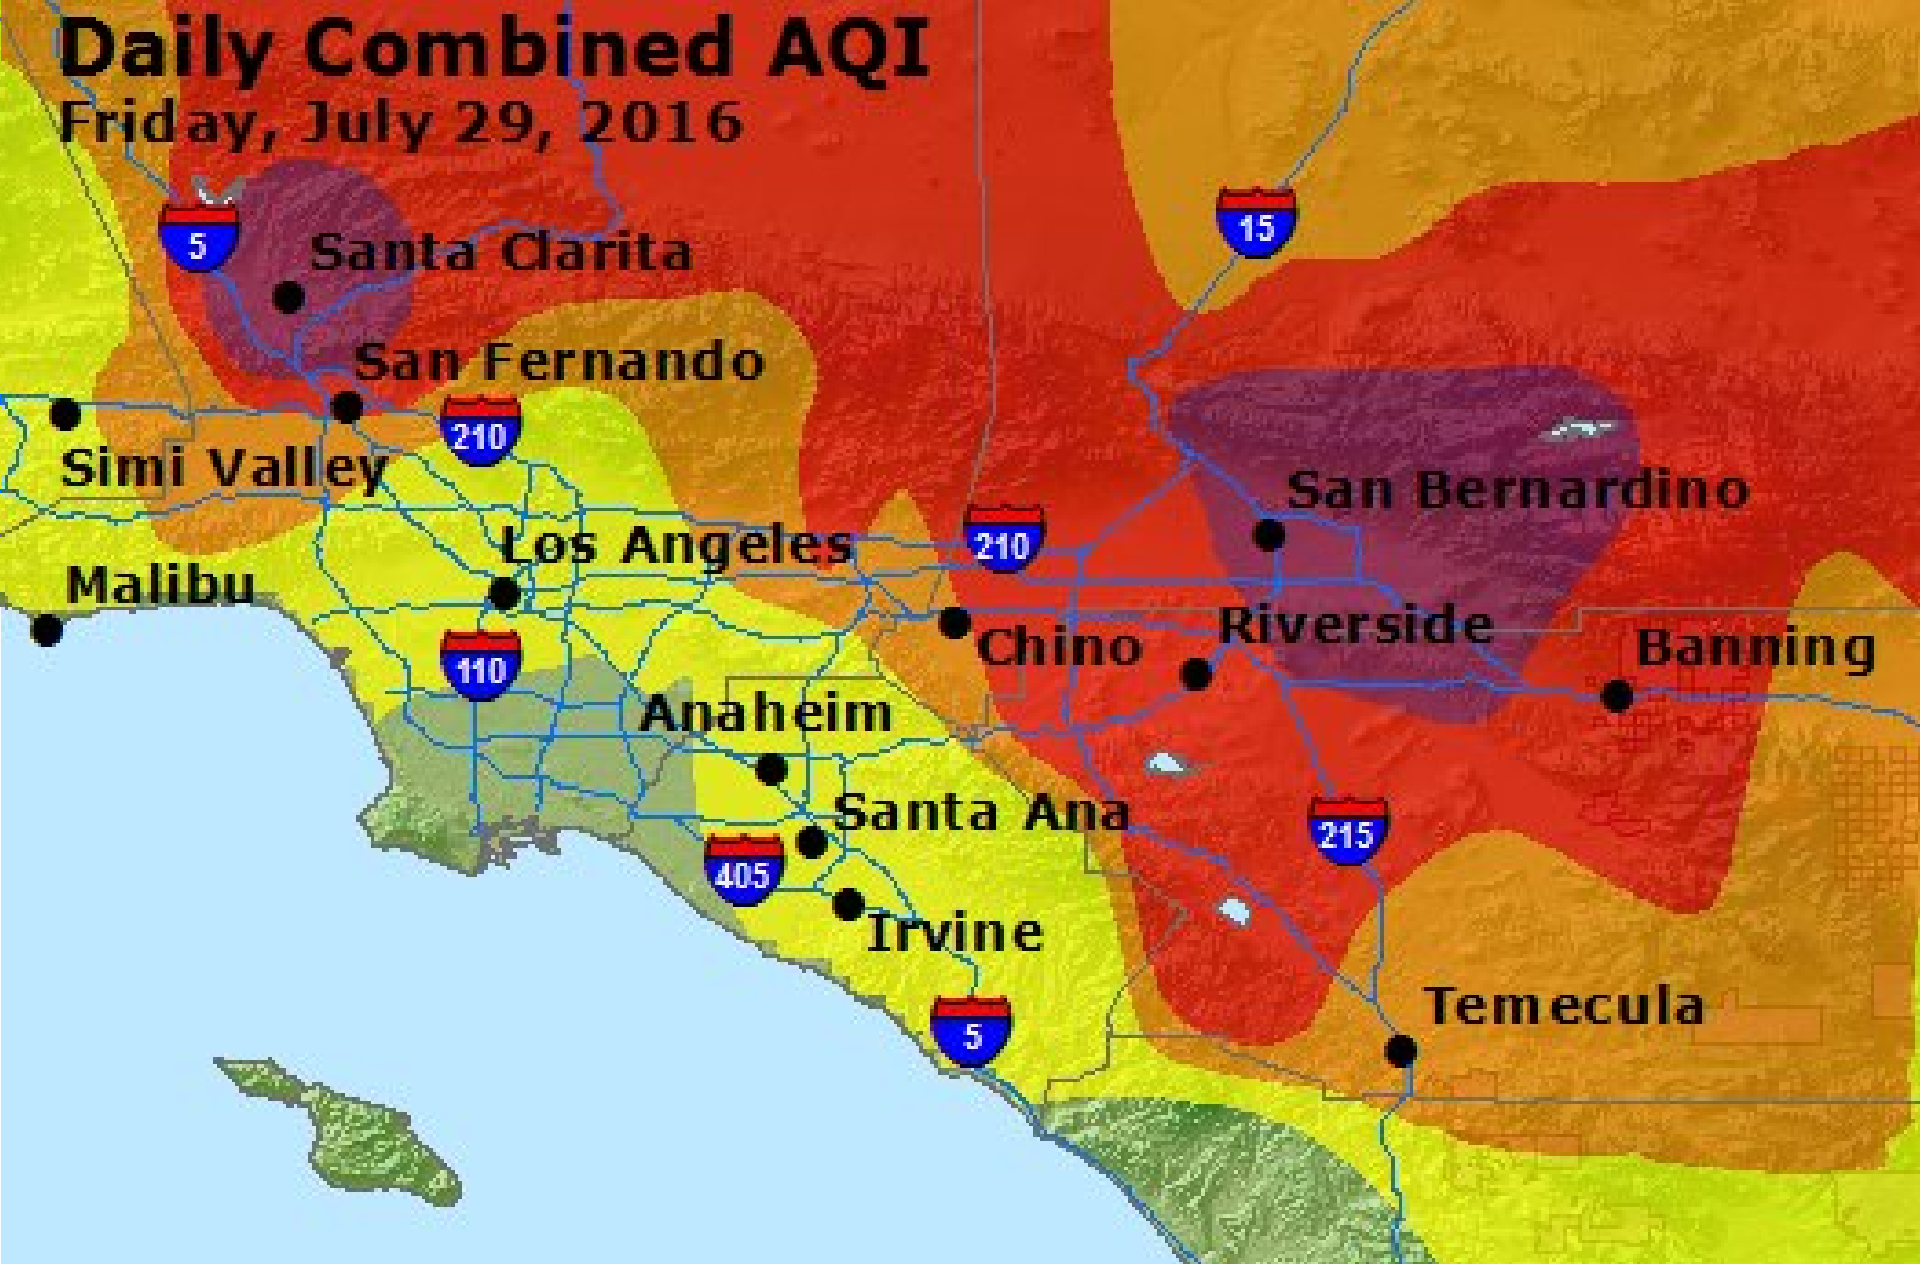 Daily Combined AQI
Friday, July 29, 2016
5
15
Santa Clarita
San Fernando
210
Simi Valley
San Bernardino
Los Angeles
210
Malibu
Chino
Riverside
Banning
110
Anaheim
Santa Ana
215
405
Irvine
5
Temecula